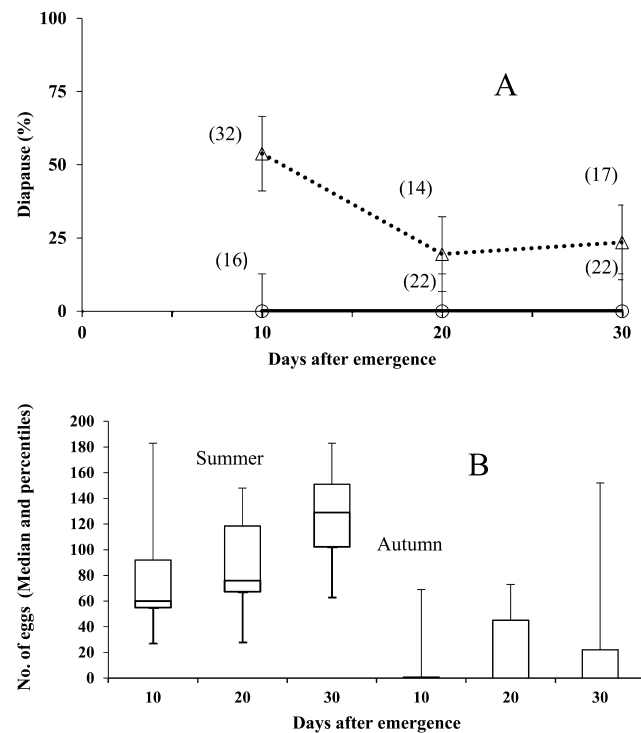 100
A
75
Diapause (%)
(32)
50
(14)
(17)
25
(16)
(22)
(22)
0
0
10
20
30
Days after emergence
200
180
160
140
120
100
80
60
40
20
0
No. of eggs (Median and percentiles)
Summer
B
Autumn
10 20 30 10 20 30
Days after emergence